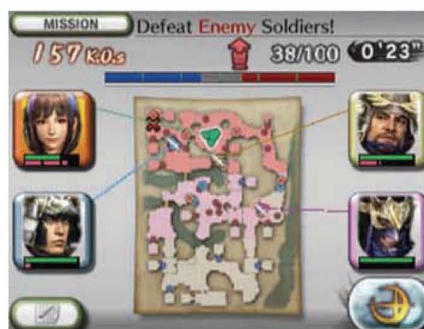 MISSION
Defeat Enemy Soldiers!
157 K.O.s
38/100
0'23"